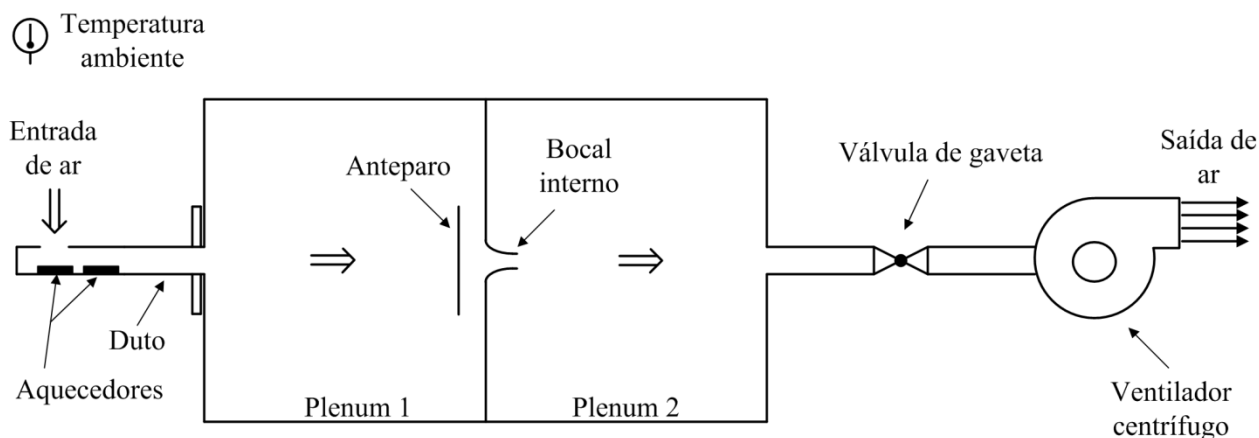 Temperatura
ambiente
Entrada
de ar
Anteparo
Bocal
interno
Válvula de gaveta
Saída de
ar
Duto
Aquecedores
Plenum 1
Plenum 2
Ventilador
centrífugo